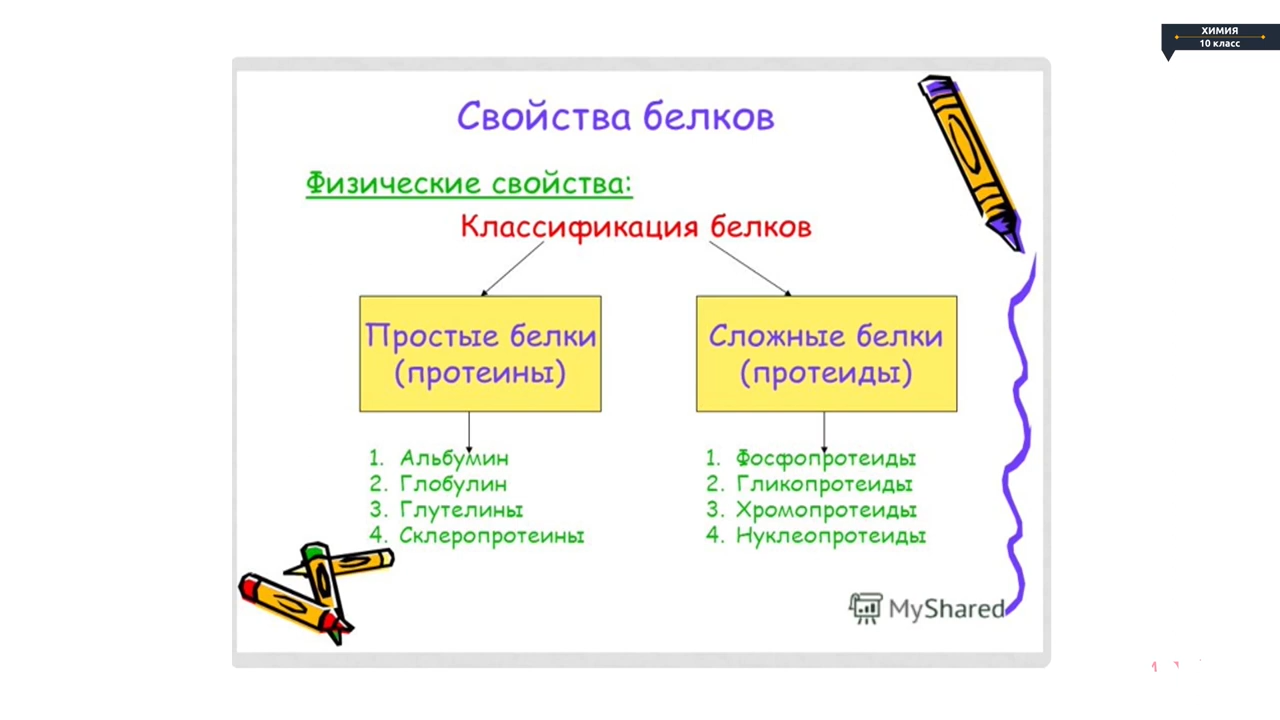 ХИМИЯ
10 класс
Свойства белков
Физические свойства:
Классификация белков
Простые белки
(протеины)
Сложные белки
(протеиды)
1. Альбумин
2. Глобулин
3. Глутелины
4. Склеропротеины
1. Фосфопротеиды
2. Гликопротеиды
3. Хромопротеиды
4. Нуклеопротеиды
MyShared